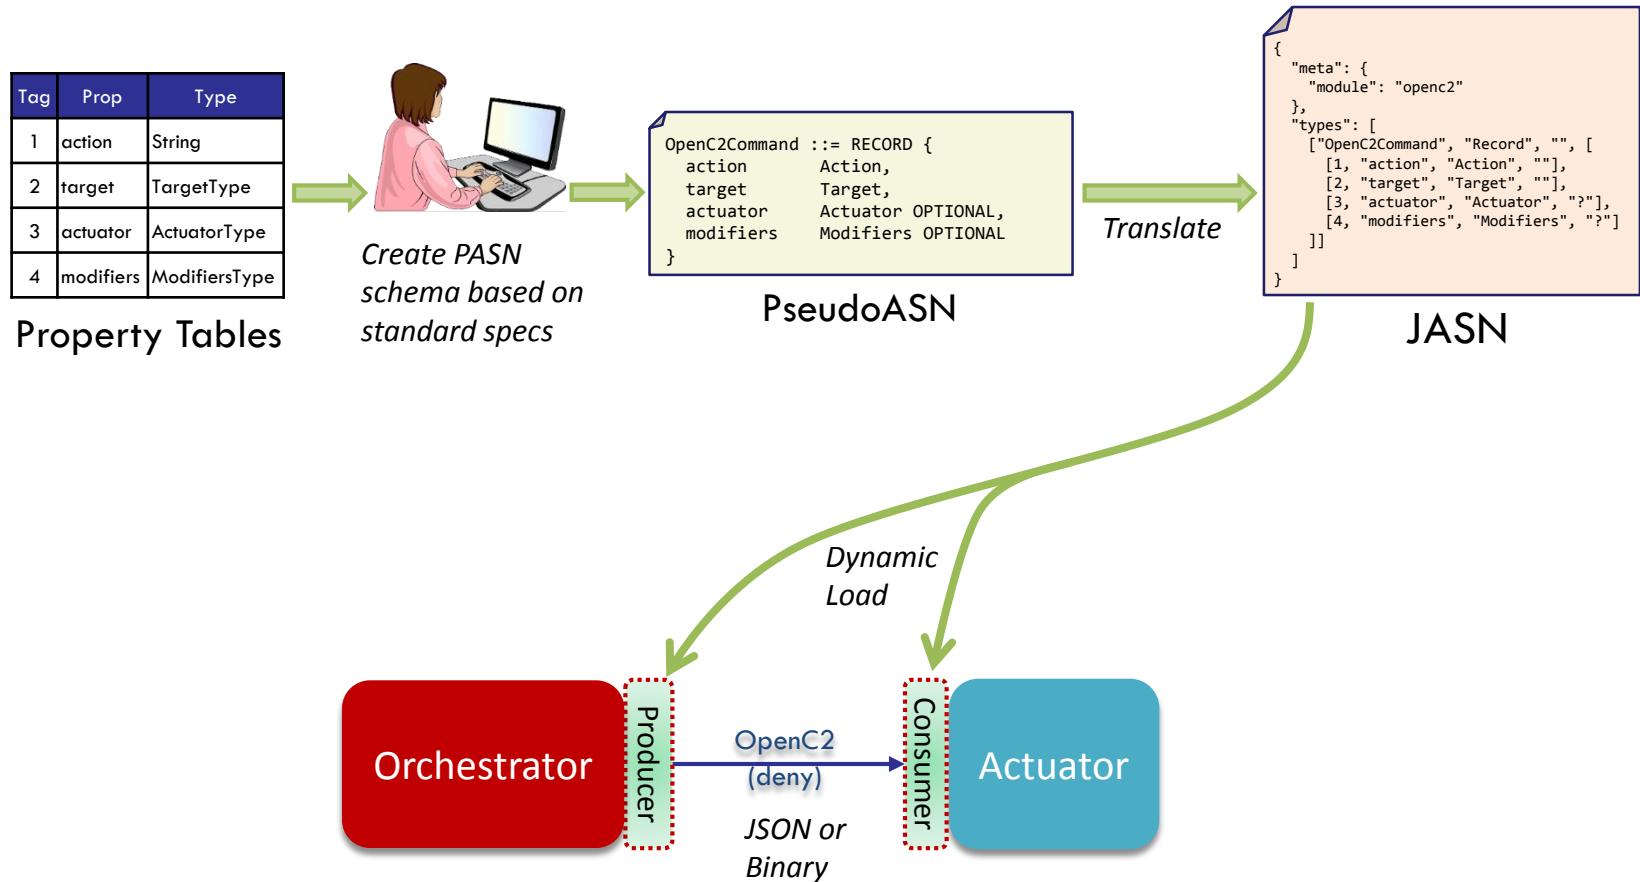 Tag Prop Type
1 action String
2 target TargetType
3 actuator ActuatorType
4 modifiers ModifiersType
Property Tables
Create PASN
schema based on
standard specs
OpenC2Command ::= RECORD {
  action        Action,
  target        Target,
  actuator      Actuator OPTIONAL,
  modifiers     Modifiers OPTIONAL
}
PseudoASN
Translate
{
  "meta": {
    "module": "openc2"
  },
  "types": [
    ["OpenC2Command", "Record", "", [
      [1, "action", "Action", ""],
      [2, "target", "Target", ""],
      [3, "actuator", "Actuator", "?"],
      [4, "modifiers", "Modifiers", "?"]
    ]]
  ]
}
JASN
Dynamic
Load
Orchestrator
Producer
OpenC2
(deny)
JSON or
Binary
Consumer
Actuator